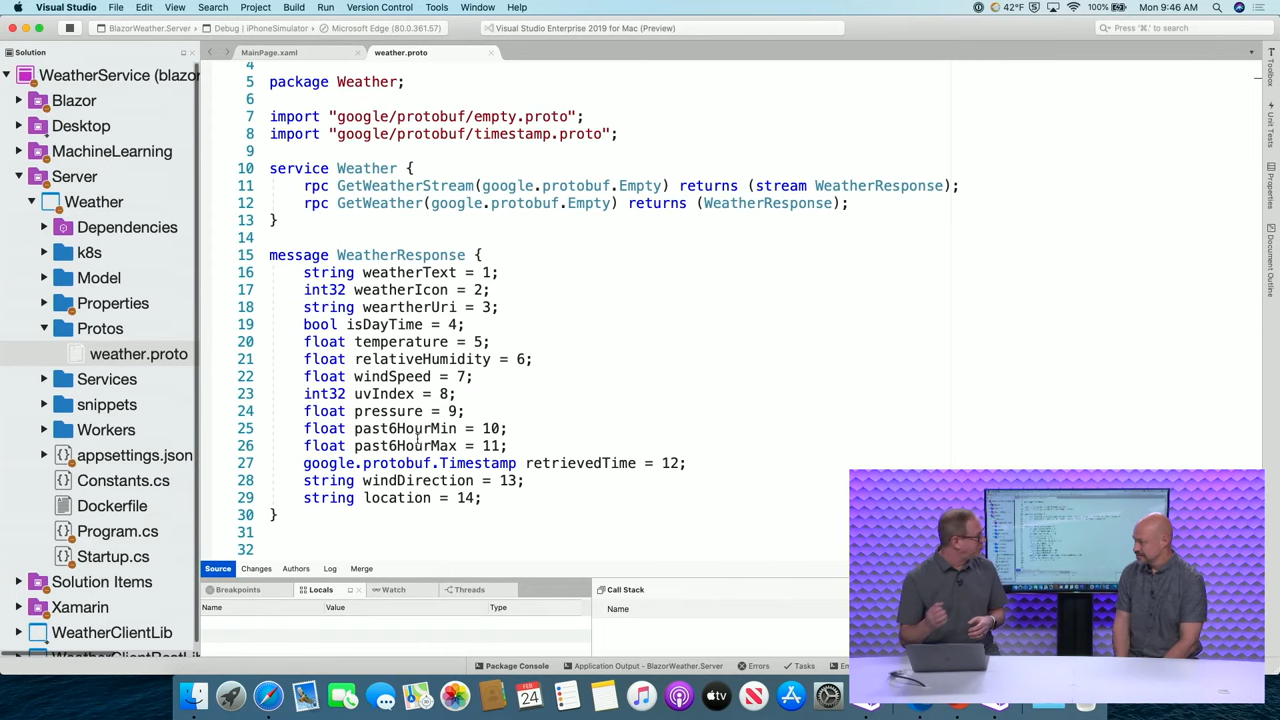 Visual Studio File Edit View Search Project Build Run Version Control Tools Window Help 42°F 100% Mon 9:46 AM
BlazorWeather.Server Debug | iPhoneSimulator Microsoft Edge (80.0.361.57) Visual Studio Enterprise 2019 for Mac (Preview) Press '⌘.' to search
Solution
WeatherService (blazor
Blazor
Desktop
MachineLearning
Server
Weather
Dependencies
k8s
Model
Properties
Protos
weather.proto
Services
snippets
Workers
appsettings.json
Constants.cs
Dockerfile
Program.cs
Startup.cs
Solution Items
Xamarin
WeatherClientLib
WeatherClientRestLib
MainPage.xaml weather.proto
4
5 package Weather;
6
7 import "google/protobuf/empty.proto";
8 import "google/protobuf/timestamp.proto";
9
10 service Weather {
11 rpc GetWeatherStream(google.protobuf.Empty) returns (stream WeatherResponse);
12 rpc GetWeather(google.protobuf.Empty) returns (WeatherResponse);
13 }
14
15 message WeatherResponse {
16 string weatherText = 1;
17 int32 weatherIcon = 2;
18 string weartherUri = 3;
19 bool isDayTime = 4;
20 float temperature = 5;
21 float relativeHumidity = 6;
22 float windSpeed = 7;
23 int32 uvIndex = 8;
24 float pressure = 9;
25 float past6HourMin = 10;
26 float past6HourMax = 11;
27 google.protobuf.Timestamp retrievedTime = 12;
28 string windDirection = 13;
29 string location = 14;
30 }
31
32
Source Changes Authors Log Merge
Breakpoints Locals Watch Threads
Name Value Type
Call Stack
Name
Package Console Application Output - BlazorWeather.Server Errors Tasks
Toolbox
Unit Tests
Properties
Document Outline
FEB
24
tv